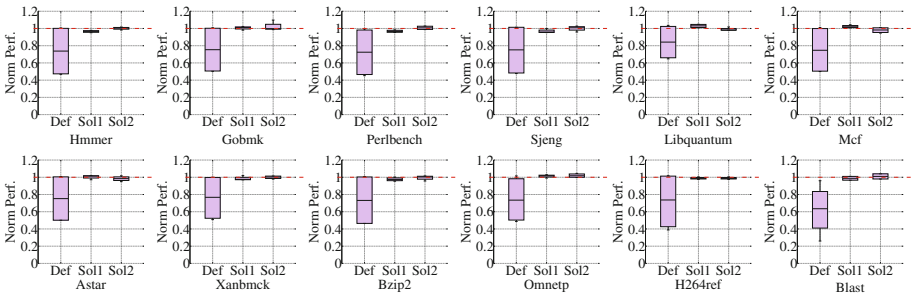 1.2 1.2 1.2 1.2 1.2 1.2
1 1 1 1 1 1
0.8 0.8 0.8 0.8 0.8 0.8
0.6 0.6 0.6 0.6 0.6 0.6
0.4 0.4 0.4 0.4 0.4 0.4
0.2 0.2 0.2 0.2 0.2 0.2
0 0 0 0 0 0
Norm Perf. Norm Perf. Norm Perf. Norm Perf. Norm Perf. Norm Perf.
Def Sol1 Sol2 Def Sol1 Sol2 Def Sol1 Sol2 Def Sol1 Sol2 Def Sol1 Sol2 Def Sol1 Sol2
Hmmer Gobmk Perlbench Sjeng Libquantum Mcf
1.2 1.2 1.2 1.2 1.2 1.2
1 1 1 1 1 1
0.8 0.8 0.8 0.8 0.8 0.8
0.6 0.6 0.6 0.6 0.6 0.6
0.4 0.4 0.4 0.4 0.4 0.4
0.2 0.2 0.2 0.2 0.2 0.2
0 0 0 0 0 0
Norm Perf. Norm Perf. Norm Perf. Norm Perf. Norm Perf. Norm Perf.
Def Sol1 Sol2 Def Sol1 Sol2 Def Sol1 Sol2 Def Sol1 Sol2 Def Sol1 Sol2 Def Sol1 Sol2
Astar Xanbmck Bzip2 Omnetp H264ref Blast